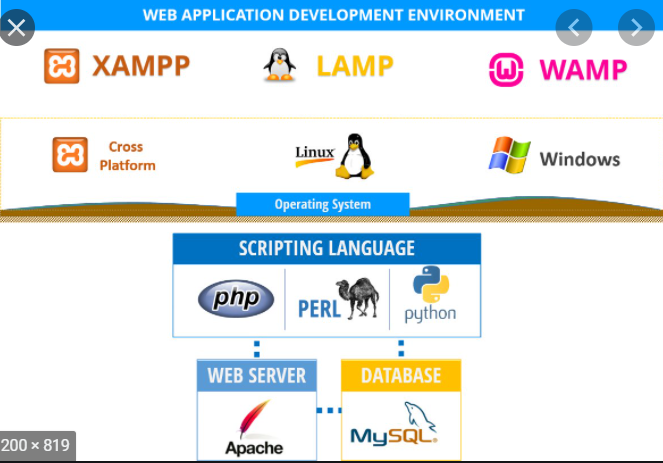 WEB APPLICATION DEVELOPMENT ENVIRONMENT
XAMPP
LAMP
WAMP
Cross
Platform
Linux
Windows
Operating System
SCRIPTING LANGUAGE
php
PERL
python
WEB SERVER
DATABASE
Apache
MySQL
200 × 819